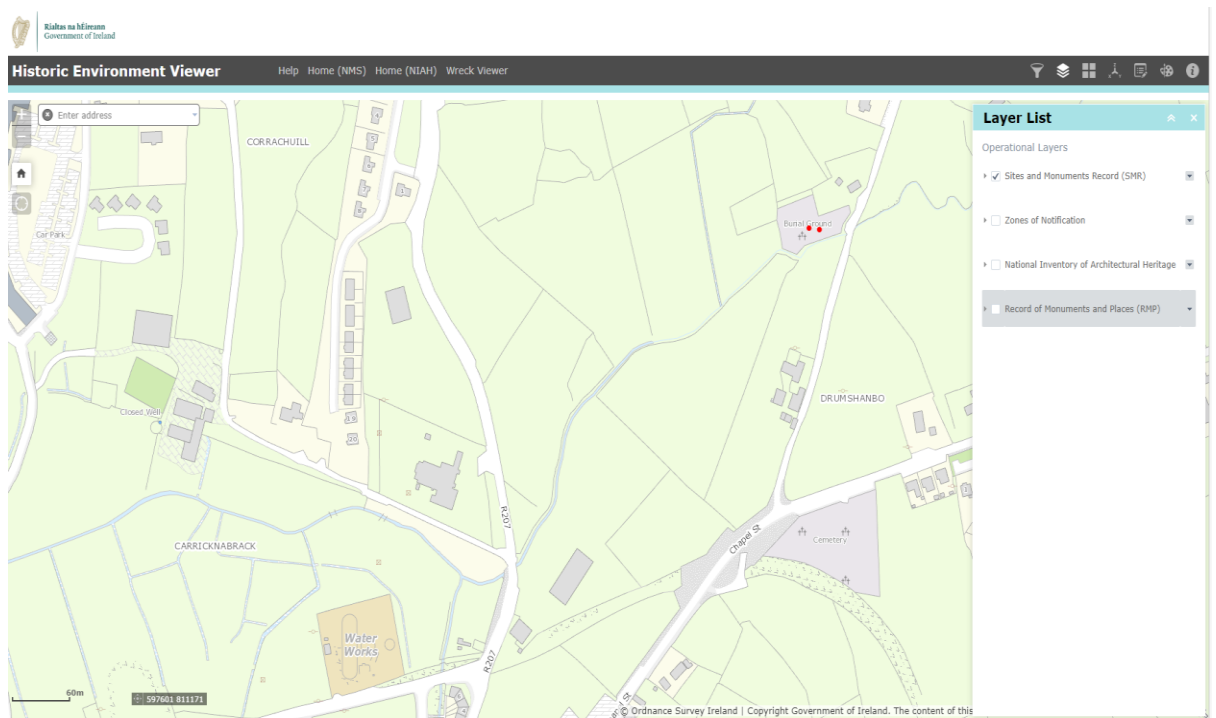 Rialtas na hÉireann
Government of Ireland
Historic Environment Viewer
Help Home (NMS) Home (NIAH) Wreck Viewer
Enter address
Layer List
Operational Layers
Sites and Monuments Record (SMR)
Zones of Notification
National Inventory of Architectural Heritage
Record of Monuments and Places (RMP)
CORRACHUILL
Burial Ground
Car Park
DRUMSHANBO
Closed Well
19
20
R207
Chapel St
Cemetery
CARRICKNABRACK
Water
Works
R207
60m
597601 811171
© Ordnance Survey Ireland | Copyright Government of Ireland. The content of this